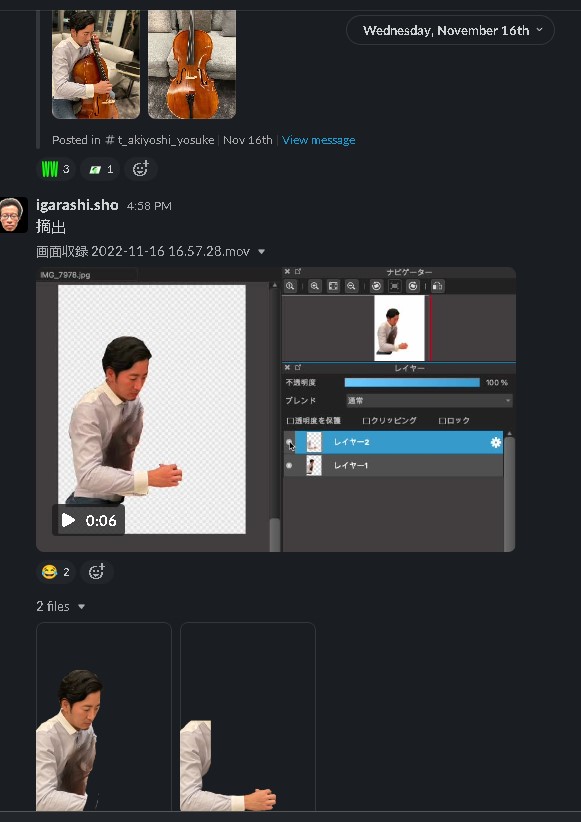 Wednesday, November 16th
Posted in # t_akiyoshi_yosuke | Nov 16th | View message
WW 3 1
igarashi.sho 4:58 PM
摘出
画面収録 2022-11-16 16.57.28.mov
IMG_7978.jpg
ナビゲーター
レイヤー
不透明度 100 %
ブレンド 通常
透明度を保護 クリッピング ロック
レイヤー2
レイヤー1
0:06
2
2 files